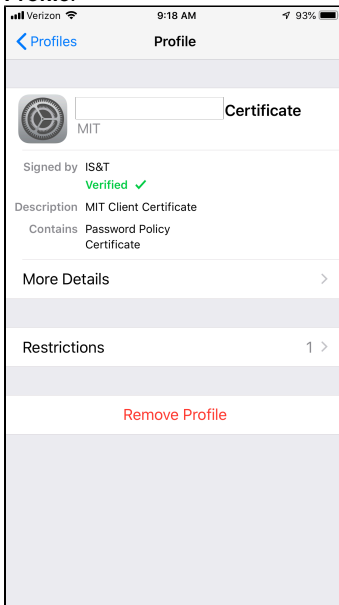 Verizon 9:18 AM 93%
Profiles Profile
Certificate
MIT
Signed by IS&T
Verified ✓
Description MIT Client Certificate
Contains Password Policy
Certificate
More Details
Restrictions 1
Remove Profile